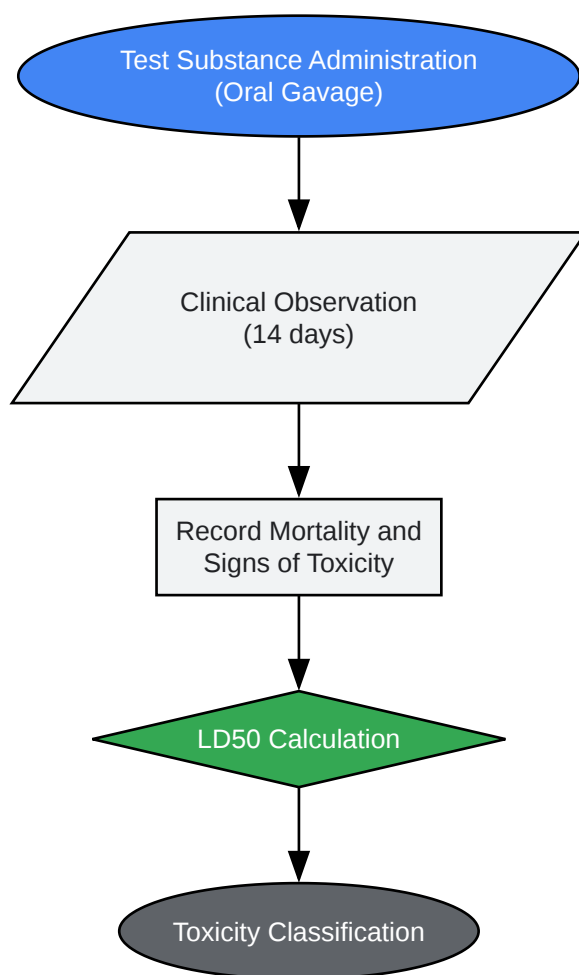 Test Substance Administration
(Oral Gavage)
Clinical Observation
(14 days)
Record Mortality and
Signs of Toxicity
LD50 Calculation
Toxicity Classification